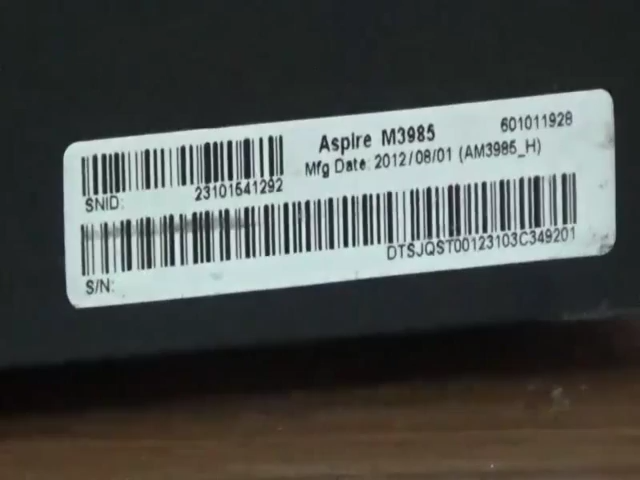 Aspire M3985
601011928
Mfg Date: 2012/08/01 (AM3985_H)
SNID:
23101541292
DTSJQST00123103C349201
S/N: